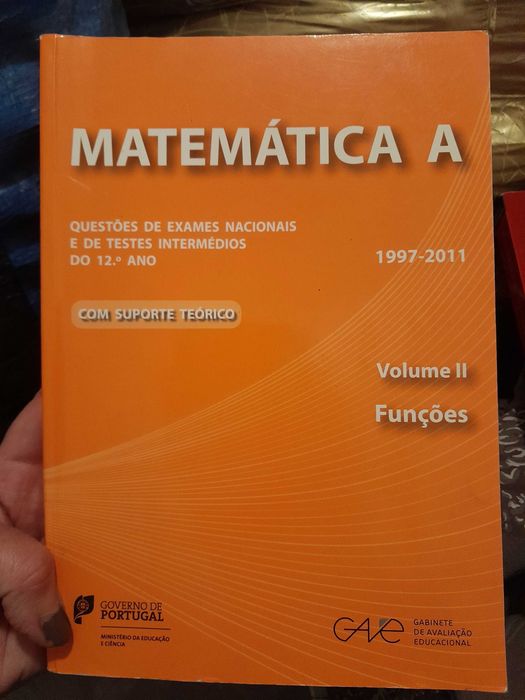 MATEMÁTICA A
QUESTÕES DE EXAMES NACIONAIS
E DE TESTES INTERMÉDIOS
DO 12.º ANO
1997-2011
COM SUPORTE TEÓRICO
Volume II
Funções
GOVERNO DE
PORTUGAL
MINISTÉRIO DA EDUCAÇÃO
E CIÊNCIA
GAVE
GABINETE
DE AVALIAÇÃO
EDUCACIONAL